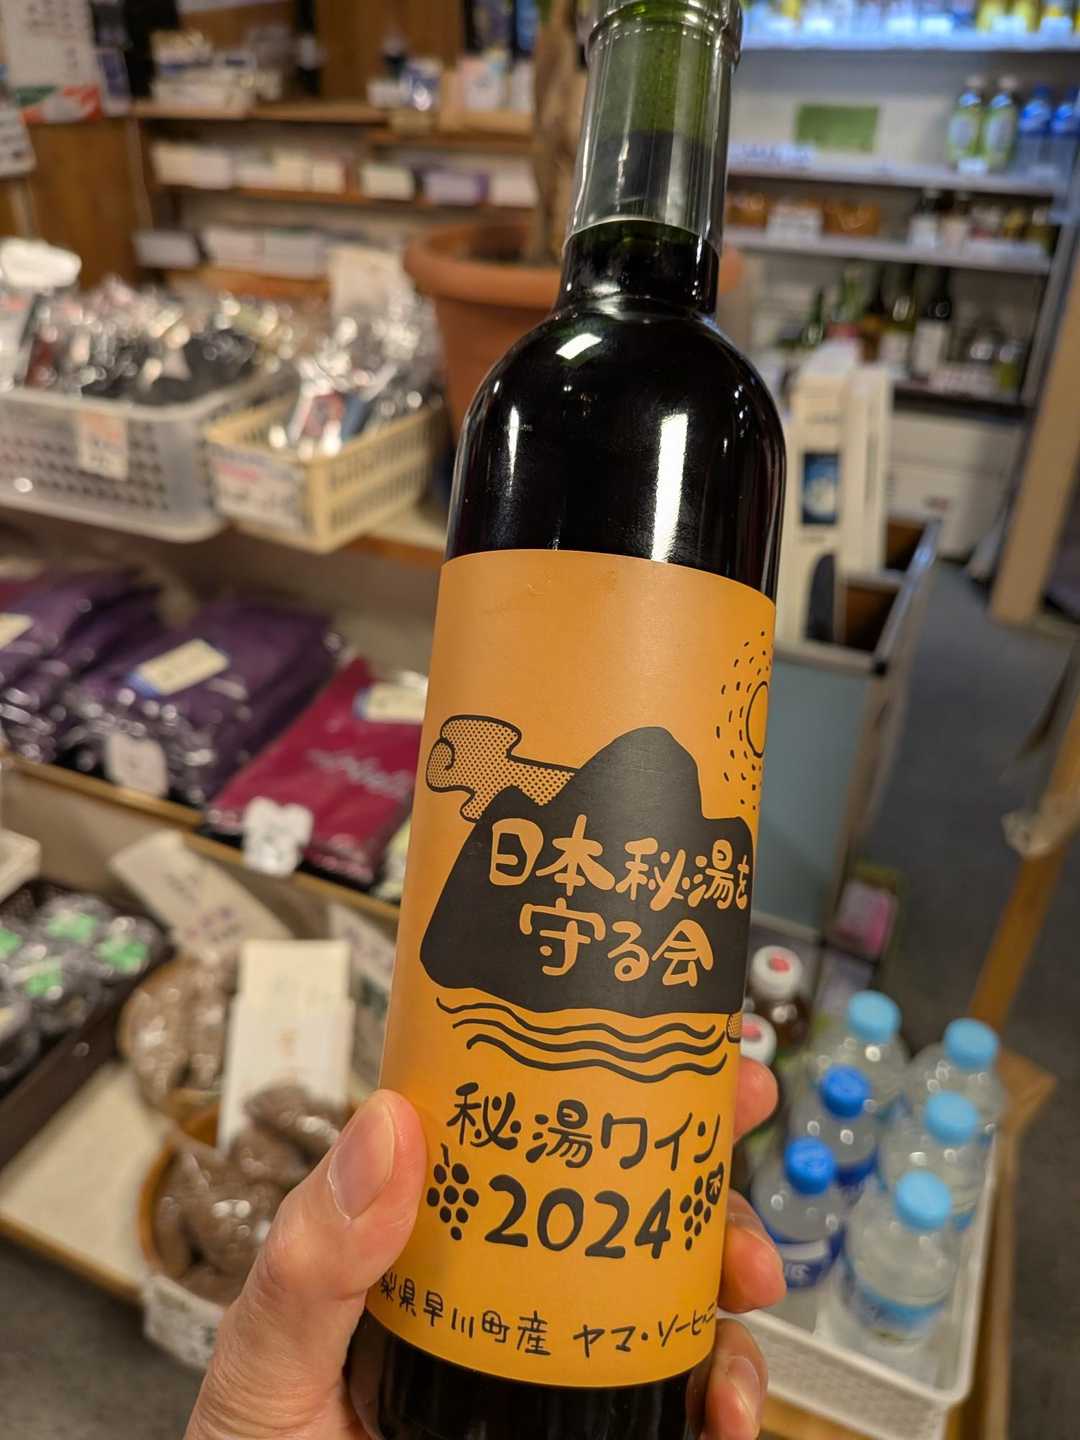 日本秘湯を
守る会
秘湯ワイン
2024
梨県早川町産 ヤマ・ソービニ